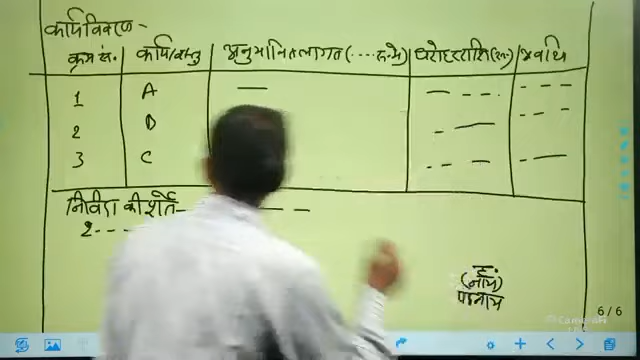 कार्य विवरण -
क्रम सं. कार्य/वस्तु अनुमानित लागत (.... रु. में) धरोहर राशि (रु.) अवधि
1 A — — -- ---
2 B - — -- -
3 C -- — - —
निविदा की शर्तें- — —
2. ---
ह.
(नाम)
पदनाम
6/6